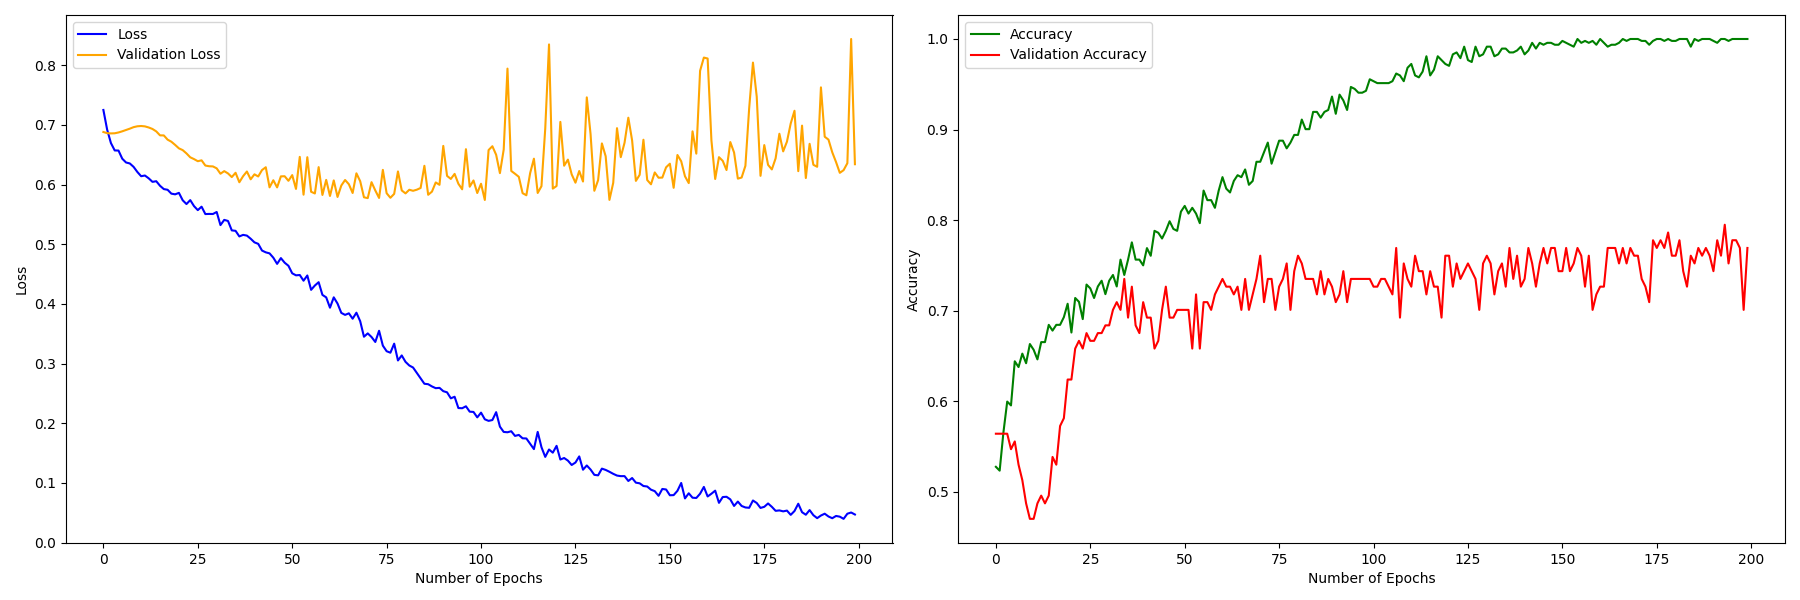 Loss
Validation Loss
0.8
0.7
0.6
0.5
0.4
0.3
0.2
0.1
0.0
Loss
0 25 50 75 100 125 150 175 200
Number of Epochs
Accuracy
Validation Accuracy
1.0
0.9
0.8
0.7
0.6
0.5
Accuracy
0 25 50 75 100 125 150 175 200
Number of Epochs